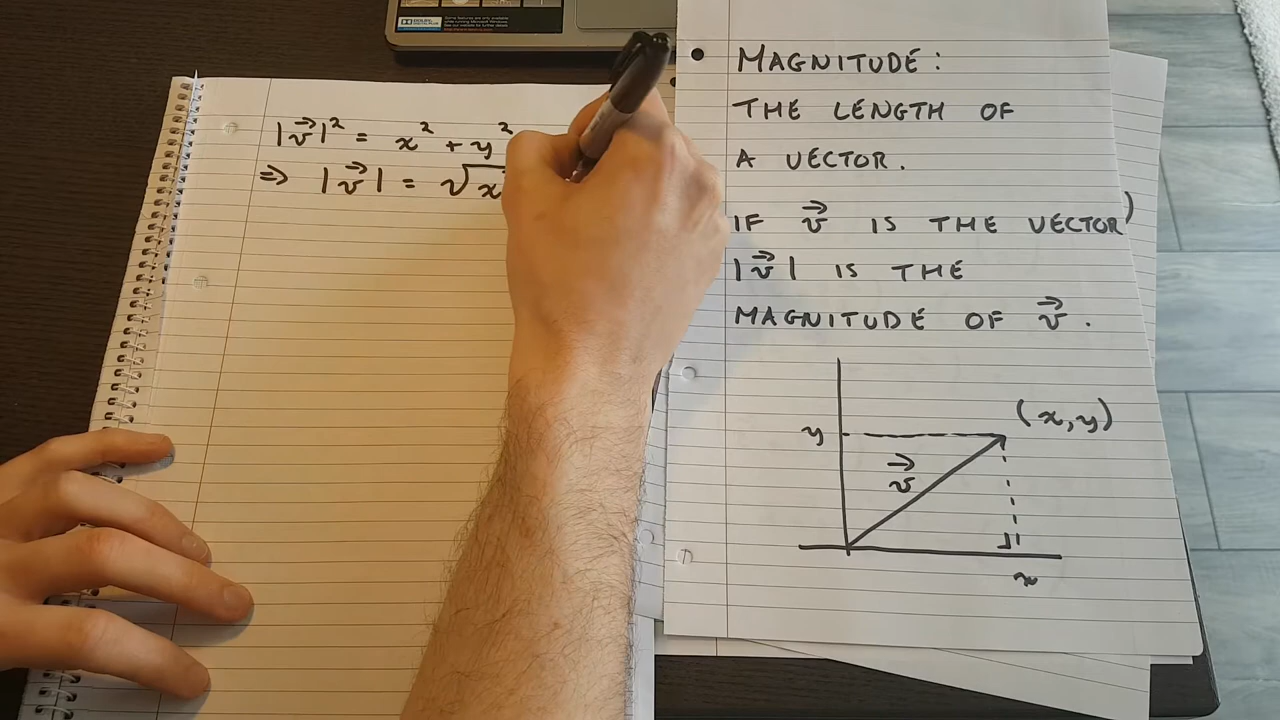 |v⃗|² = x² + y²
⇒ |v⃗| = √x
MAGNITUDE:
THE LENGTH OF
A VECTOR.
IF v⃗ IS THE VECTOR)
|v⃗| IS THE
MAGNITUDE OF v⃗.
(x,y)
y
v⃗
x